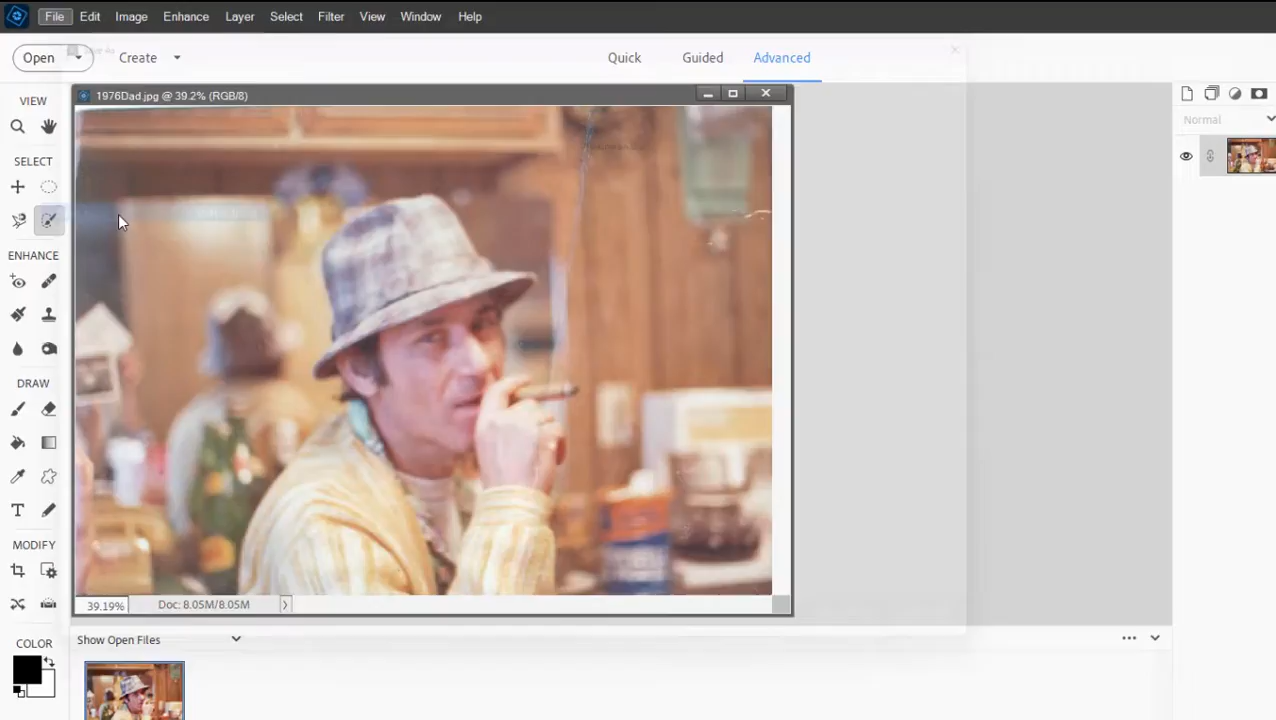 File Edit Image Enhance Layer Select Filter View Window Help
Save As
Open Create Quick Guided Advanced
VIEW
1976Dad.jpg @ 39.2% (RGB/8)
Normal
SELECT
ENHANCE
DRAW
T
MODIFY
39.19% Doc: 8.05M/8.05M
COLOR
Show Open Files